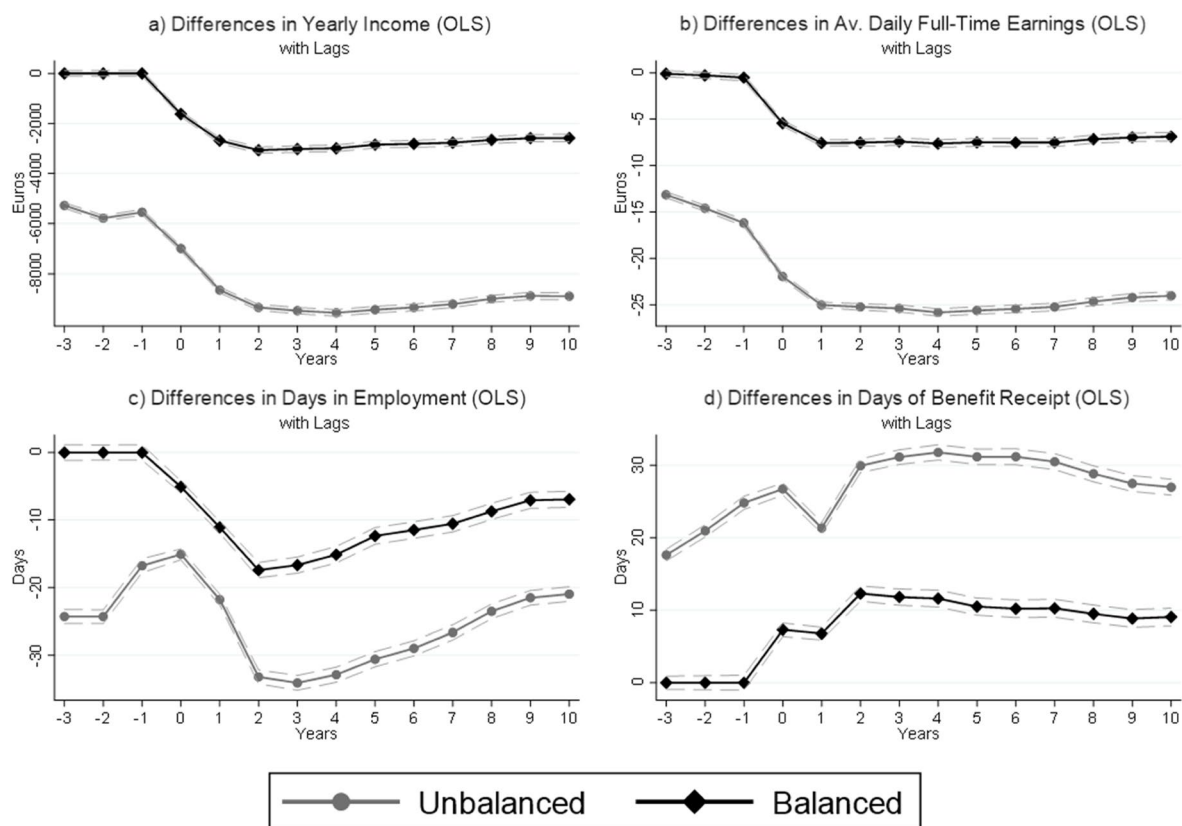 a) Differences in Yearly Income (OLS)
with Lags
Euros
0
-2000
-4000
-6000
-8000
-3 -2 -1 0 1 2 3 4 5 6 7 8 9 10
Years
b) Differences in Av. Daily Full-Time Earnings (OLS)
with Lags
Euros
0
-5
-10
-15
-20
-25
-3 -2 -1 0 1 2 3 4 5 6 7 8 9 10
Years
c) Differences in Days in Employment (OLS)
with Lags
Days
0
-10
-20
-30
-3 -2 -1 0 1 2 3 4 5 6 7 8 9 10
Years
d) Differences in Days of Benefit Receipt (OLS)
with Lags
Days
30
20
10
0
-3 -2 -1 0 1 2 3 4 5 6 7 8 9 10
Years
Unbalanced Balanced